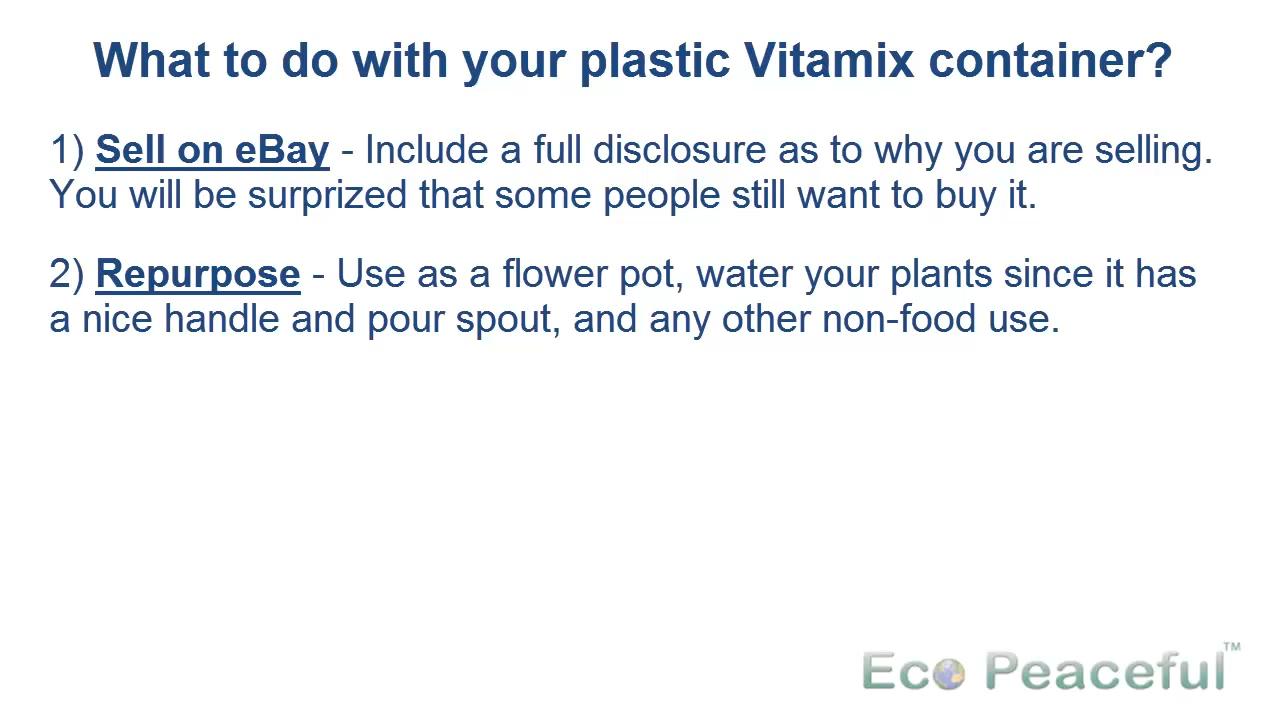 What to do with your plastic Vitamix container?
1) Sell on eBay - Include a full disclosure as to why you are selling.
You will be surprized that some people still want to buy it.
2) Repurpose - Use as a flower pot, water your plants since it has
a nice handle and pour spout, and any other non-food use.
Eco Peaceful™